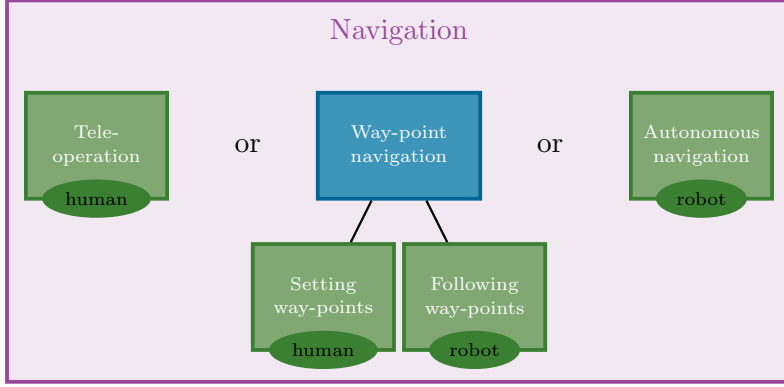 Navigation
Tele-
operation
human
or
Way-point
navigation
or
Autonomous
navigation
robot
Setting
way-points
human
Following
way-points
robot